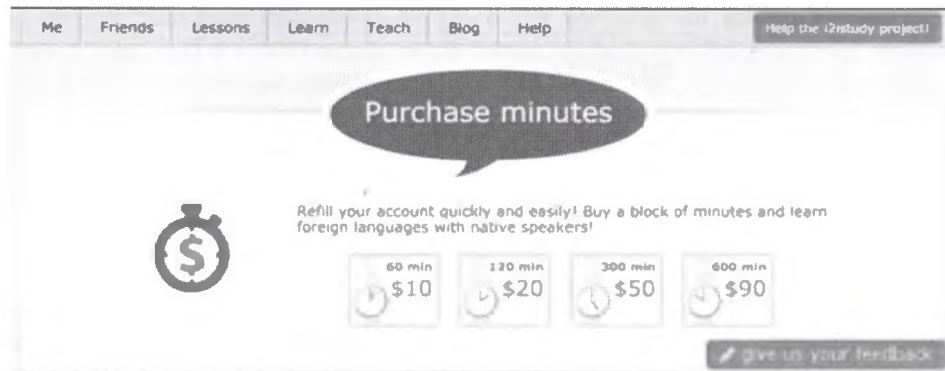 Me Friends Lessons Learn Teach Blog Help Help the i2istudy project!
Purchase minutes
Refill your account quickly and easily! Buy a block of minutes and learn
foreign languages with native speakers!
60 min 120 min 300 min 600 min
$10 $20 $50 $90
give us your feedback